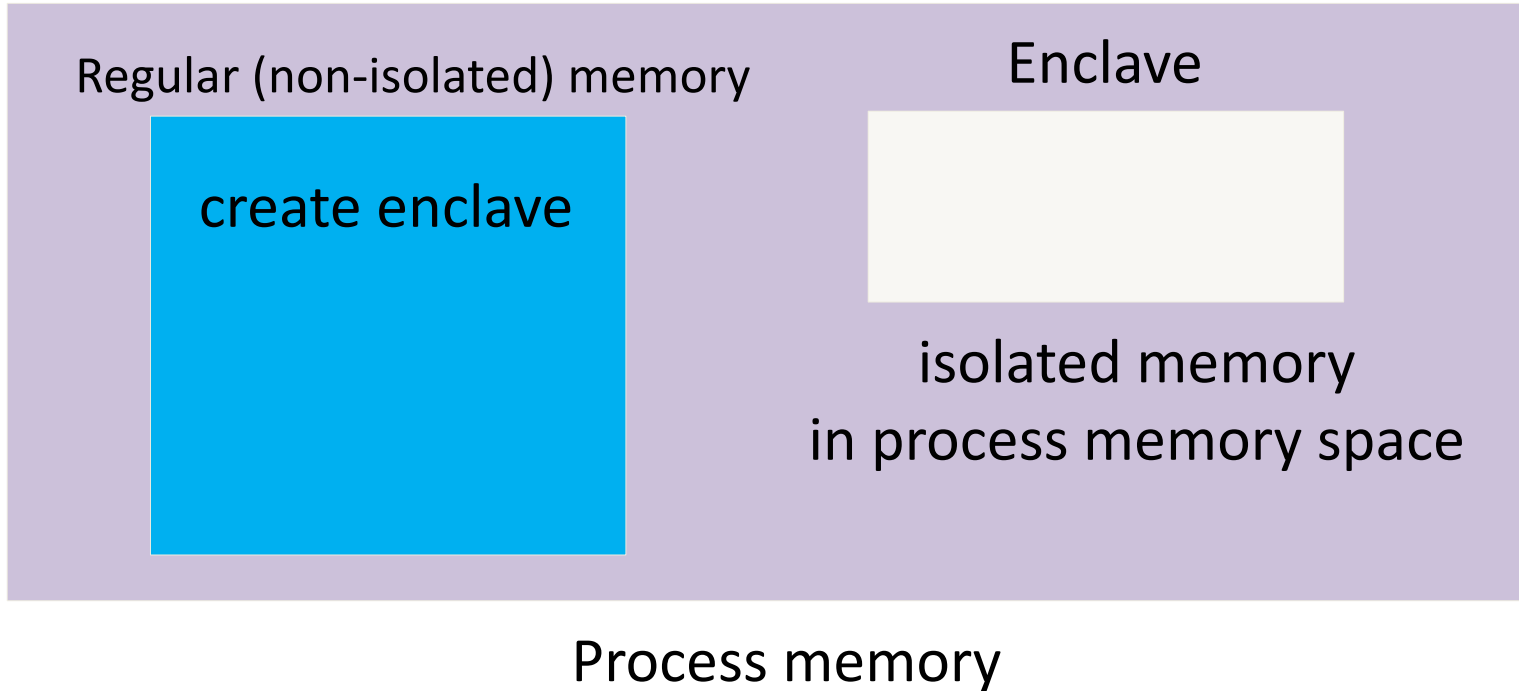 Regular (non-isolated) memory
create enclave
Enclave
isolated memory
in process memory space
Process memory